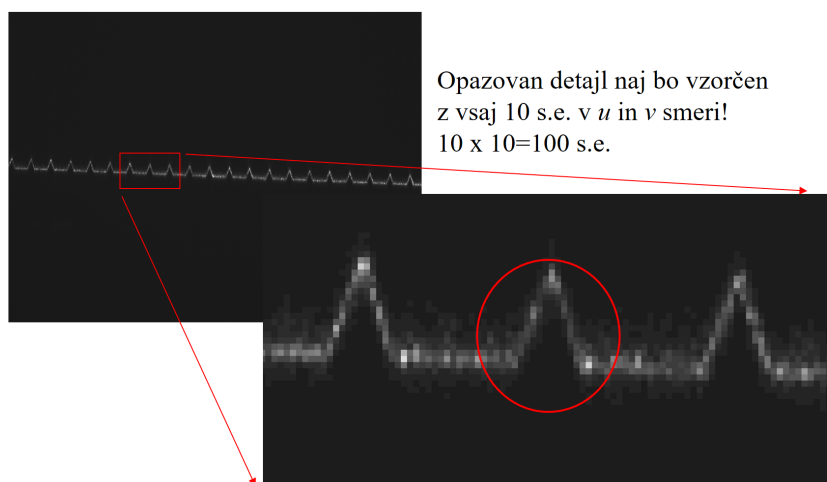 Opazovan detajl naj bo vzorčen
z vsaj 10 s.e. v u in v smeri!
10 x 10=100 s.e.